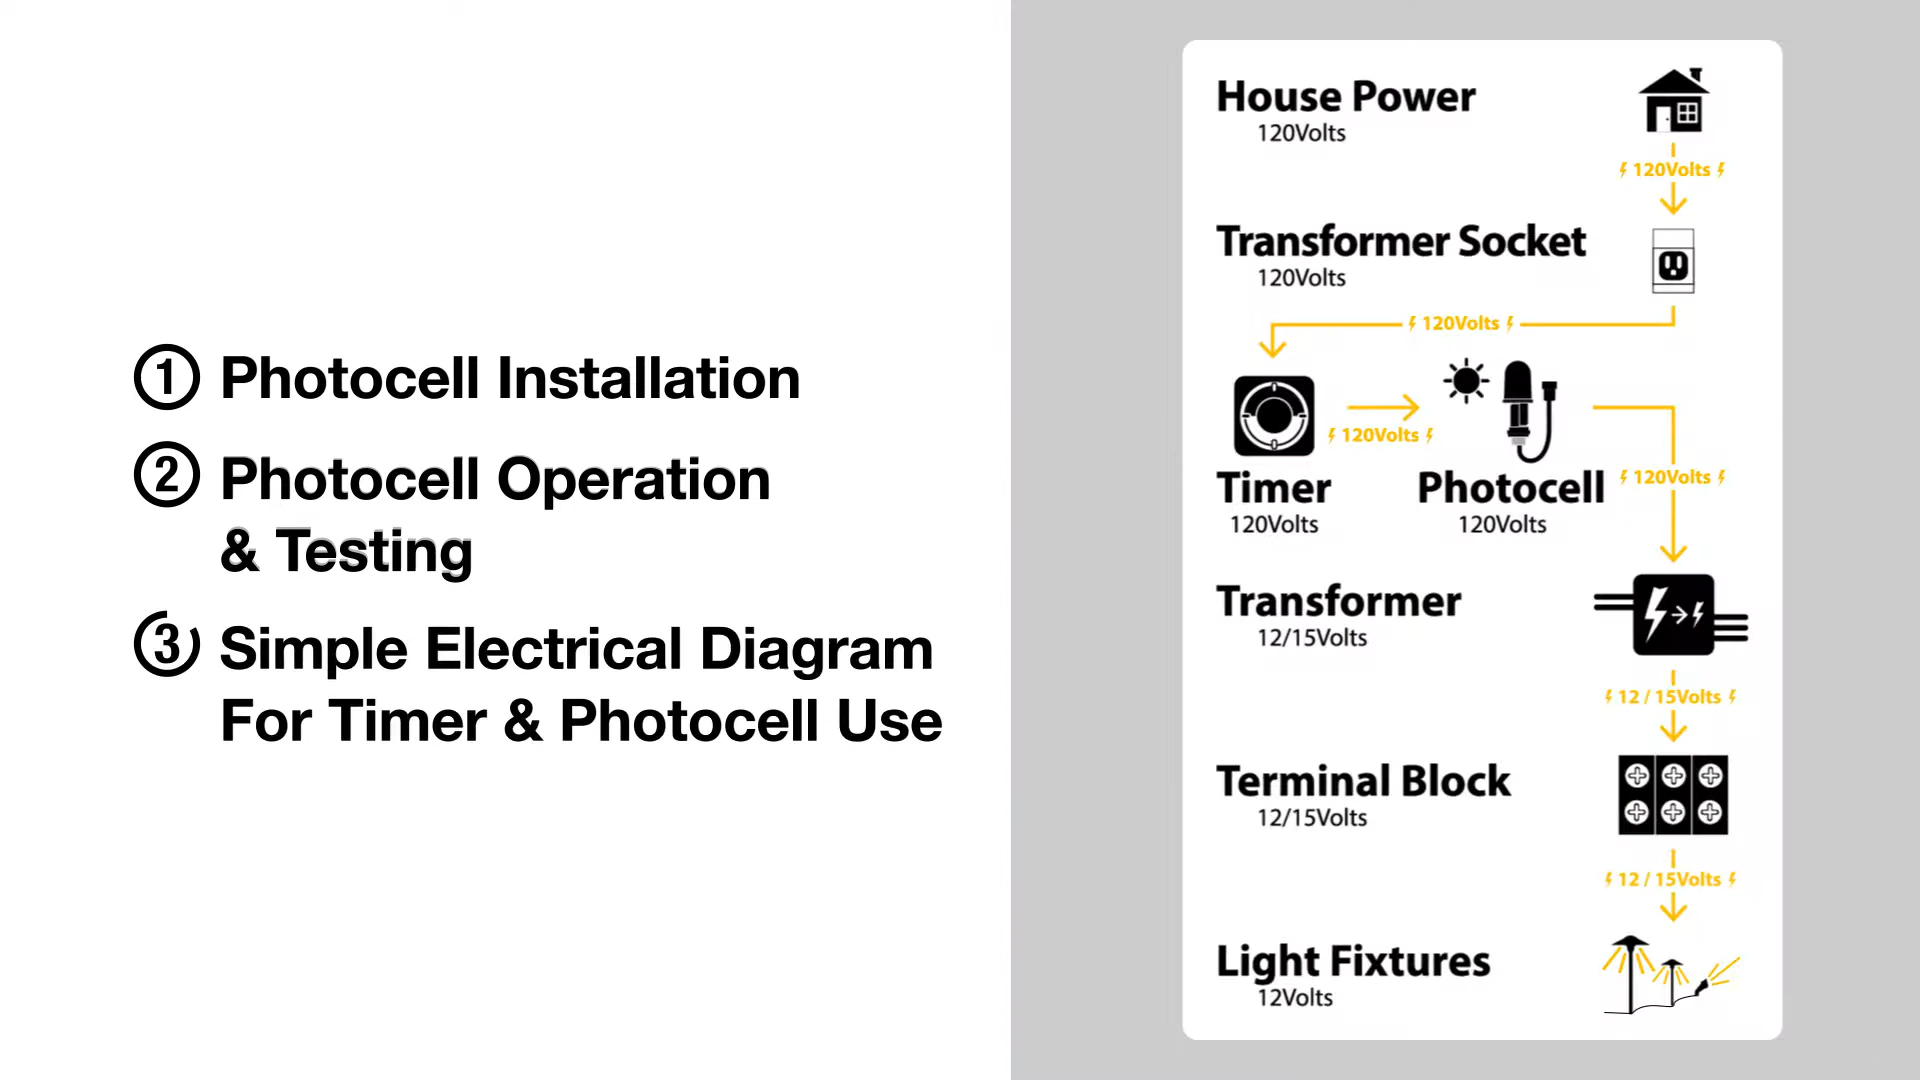 ① Photocell Installation
② Photocell Operation
& Testing
③ Simple Electrical Diagram
For Timer & Photocell Use
House Power
120Volts
120Volts
Transformer Socket
120Volts
120Volts
120Volts
Timer
120Volts
Photocell
120Volts
120Volts
Transformer
12/15Volts
12 / 15Volts
Terminal Block
12/15Volts
12 / 15Volts
Light Fixtures
12Volts